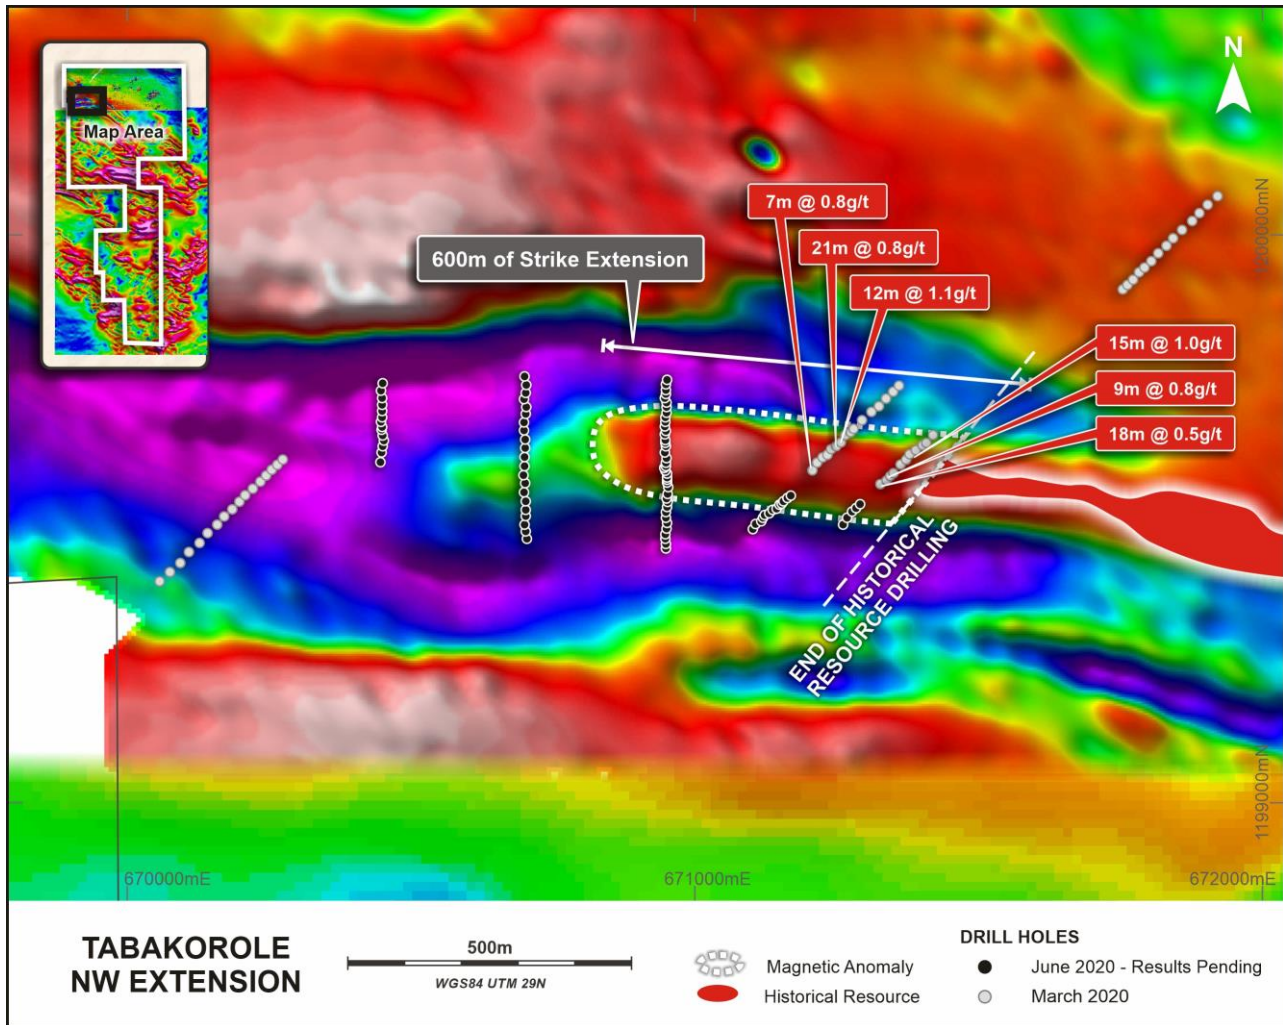 N
Map Area
7m @ 0.8g/t
21m @ 0.8g/t
600m of Strike Extension
12m @ 1.1g/t
1200000mN
15m @ 1.0g/t
9m @ 0.8g/t
18m @ 0.5g/t
END OF HISTORICAL
RESOURCE DRILLING
1199000mN
670000mE
671000mE
672000mE
TABAKOROLE
NW EXTENSION
500m
WGS84 UTM 29N
Magnetic Anomaly
Historical Resource
DRILL HOLES
June 2020 - Results Pending
March 2020